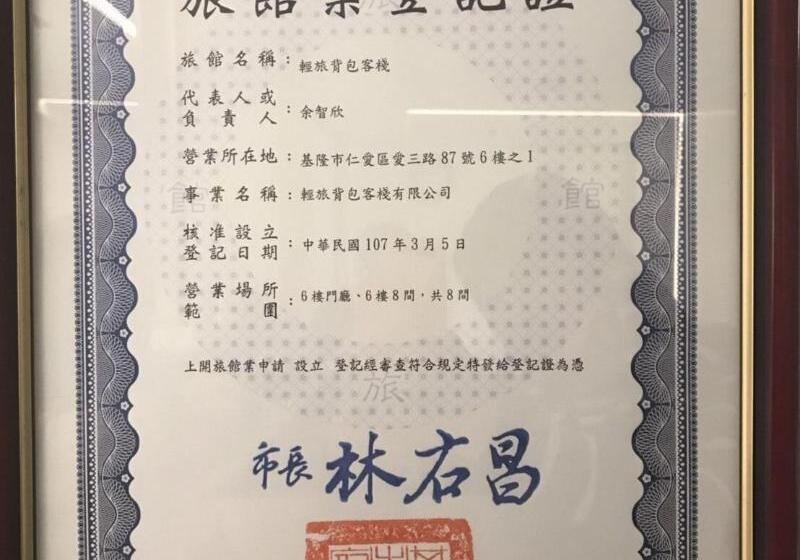 旅館業登記證
旅館名稱：輕旅背包客棧
代表人或
負責人：余智欣
營業所在地：基隆市仁愛區愛三路87號6樓之1
事業名稱：輕旅背包客棧有限公司
核准設立
登記日期：中華民國107年3月5日
營業場所
範圍：6樓門廳、6樓8間，共8間
上開旅館業申請 設立 登記經審查符合規定特發給登記證為憑
市長 林右昌
館
館
旅